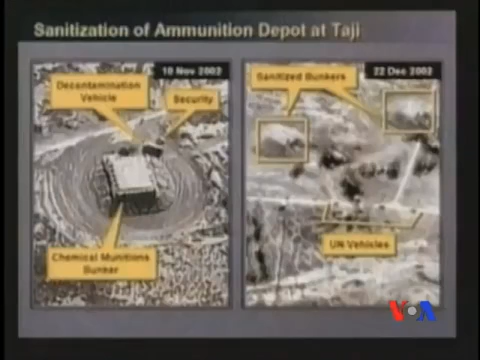 Sanitization of Ammunition Depot at Taji
10 Nov 2002
Decontamination
Vehicle
Security
Chemical Munitions
Bunker
22 Dec 2002
Sanitized Bunkers
UN Vehicles
VOA